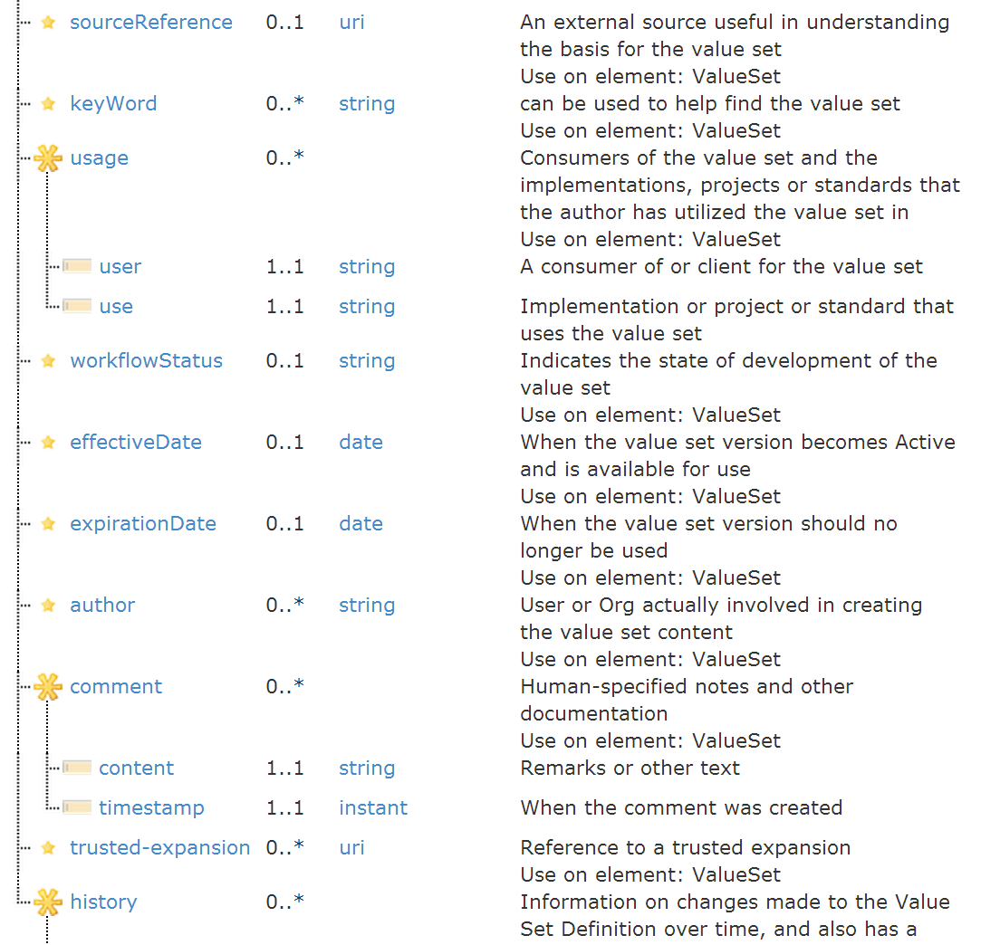 sourceReference 0..1 uri An external source useful in understanding
the basis for the value set
Use on element: ValueSet
keyWord 0..* string can be used to help find the value set
Use on element: ValueSet
usage 0..* Consumers of the value set and the
implementations, projects or standards that
the author has utilized the value set in
Use on element: ValueSet
user 1..1 string A consumer of or client for the value set
use 1..1 string Implementation or project or standard that
uses the value set
workflowStatus 0..1 string Indicates the state of development of the
value set
Use on element: ValueSet
effectiveDate 0..1 date When the value set version becomes Active
and is available for use
Use on element: ValueSet
expirationDate 0..1 date When the value set version should no
longer be used
Use on element: ValueSet
author 0..* string User or Org actually involved in creating
the value set content
Use on element: ValueSet
comment 0..* Human-specified notes and other
documentation
Use on element: ValueSet
content 1..1 string Remarks or other text
timestamp 1..1 instant When the comment was created
trusted-expansion 0..* uri Reference to a trusted expansion
Use on element: ValueSet
history 0..* Information on changes made to the Value
Set Definition over time, and also has a